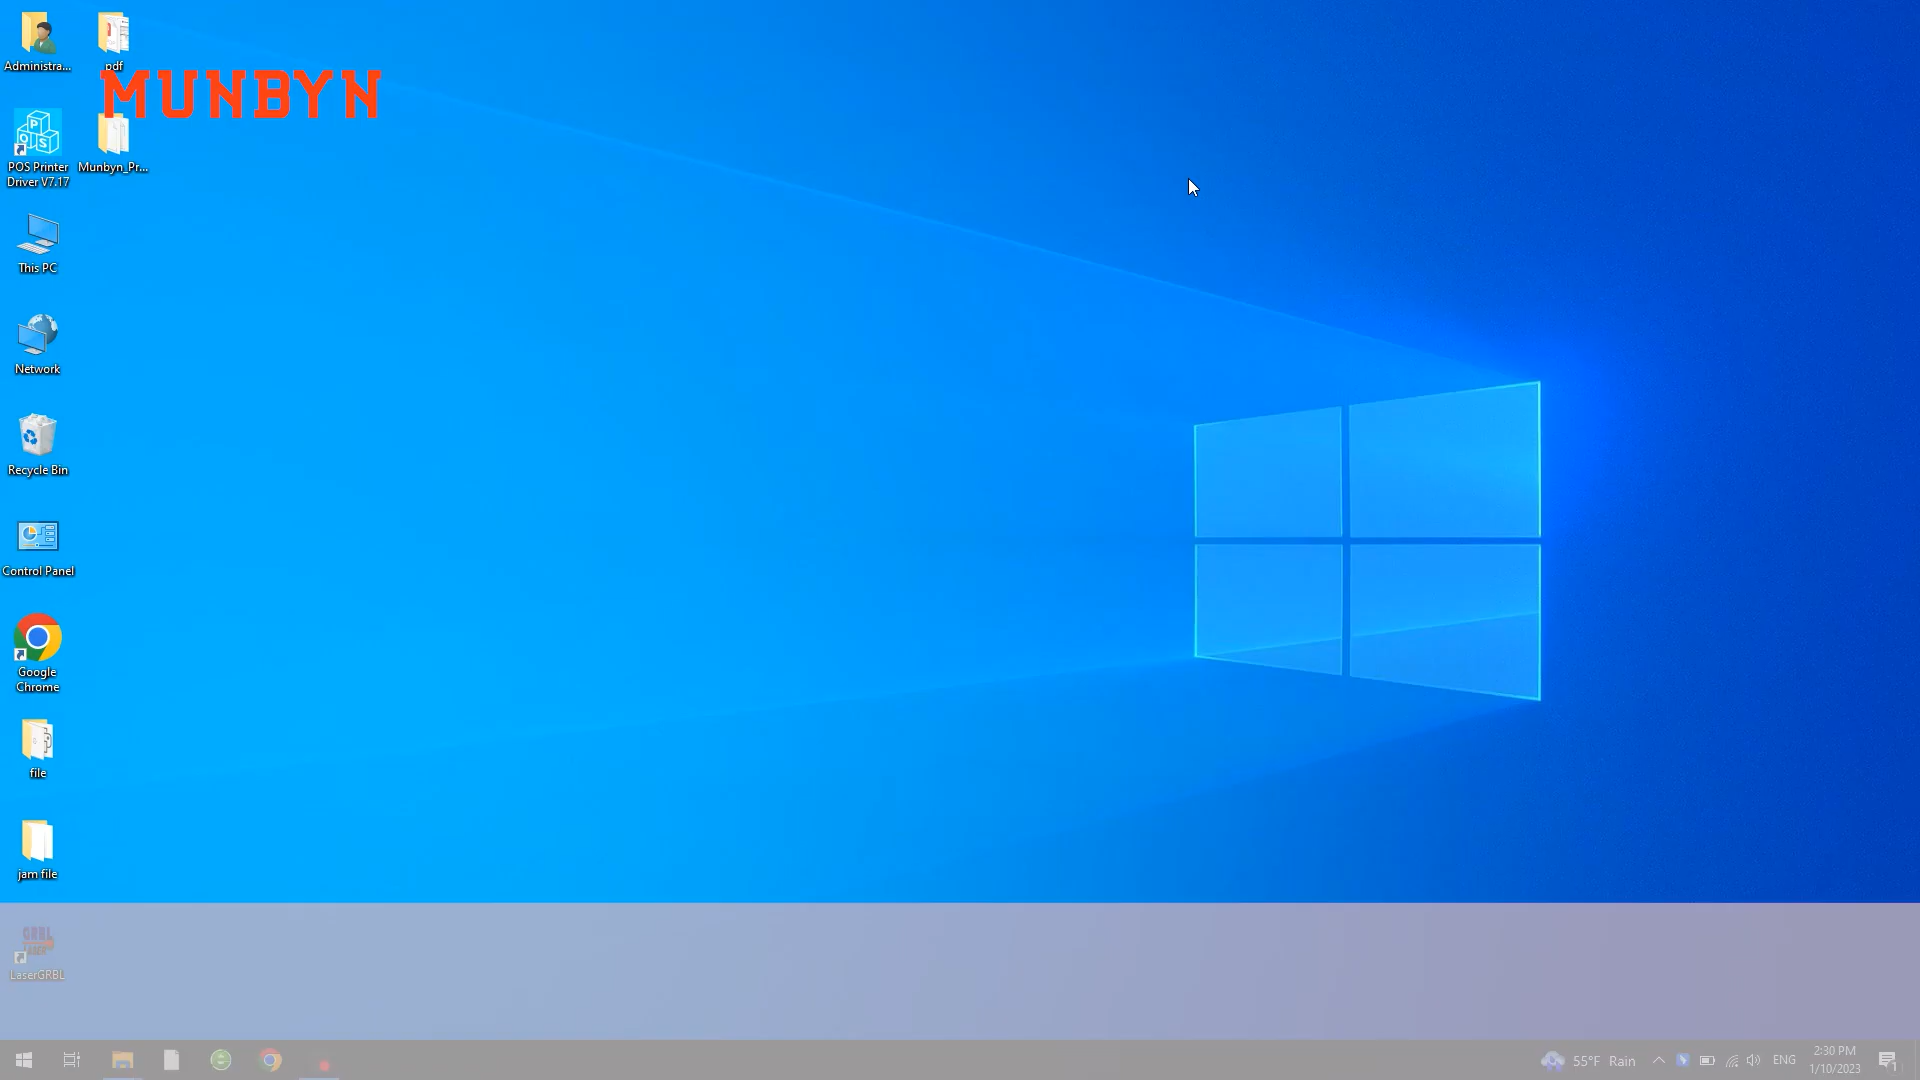 Administra...
pdf
MUNBYN
POS Printer
Driver V7.17
Munbyn_Pr...
This PC
Network
Recycle Bin
Control Panel
Google
Chrome
file
jam file
LaserGRBL
55°F Rain
ENG
2:30 PM
1/10/2023